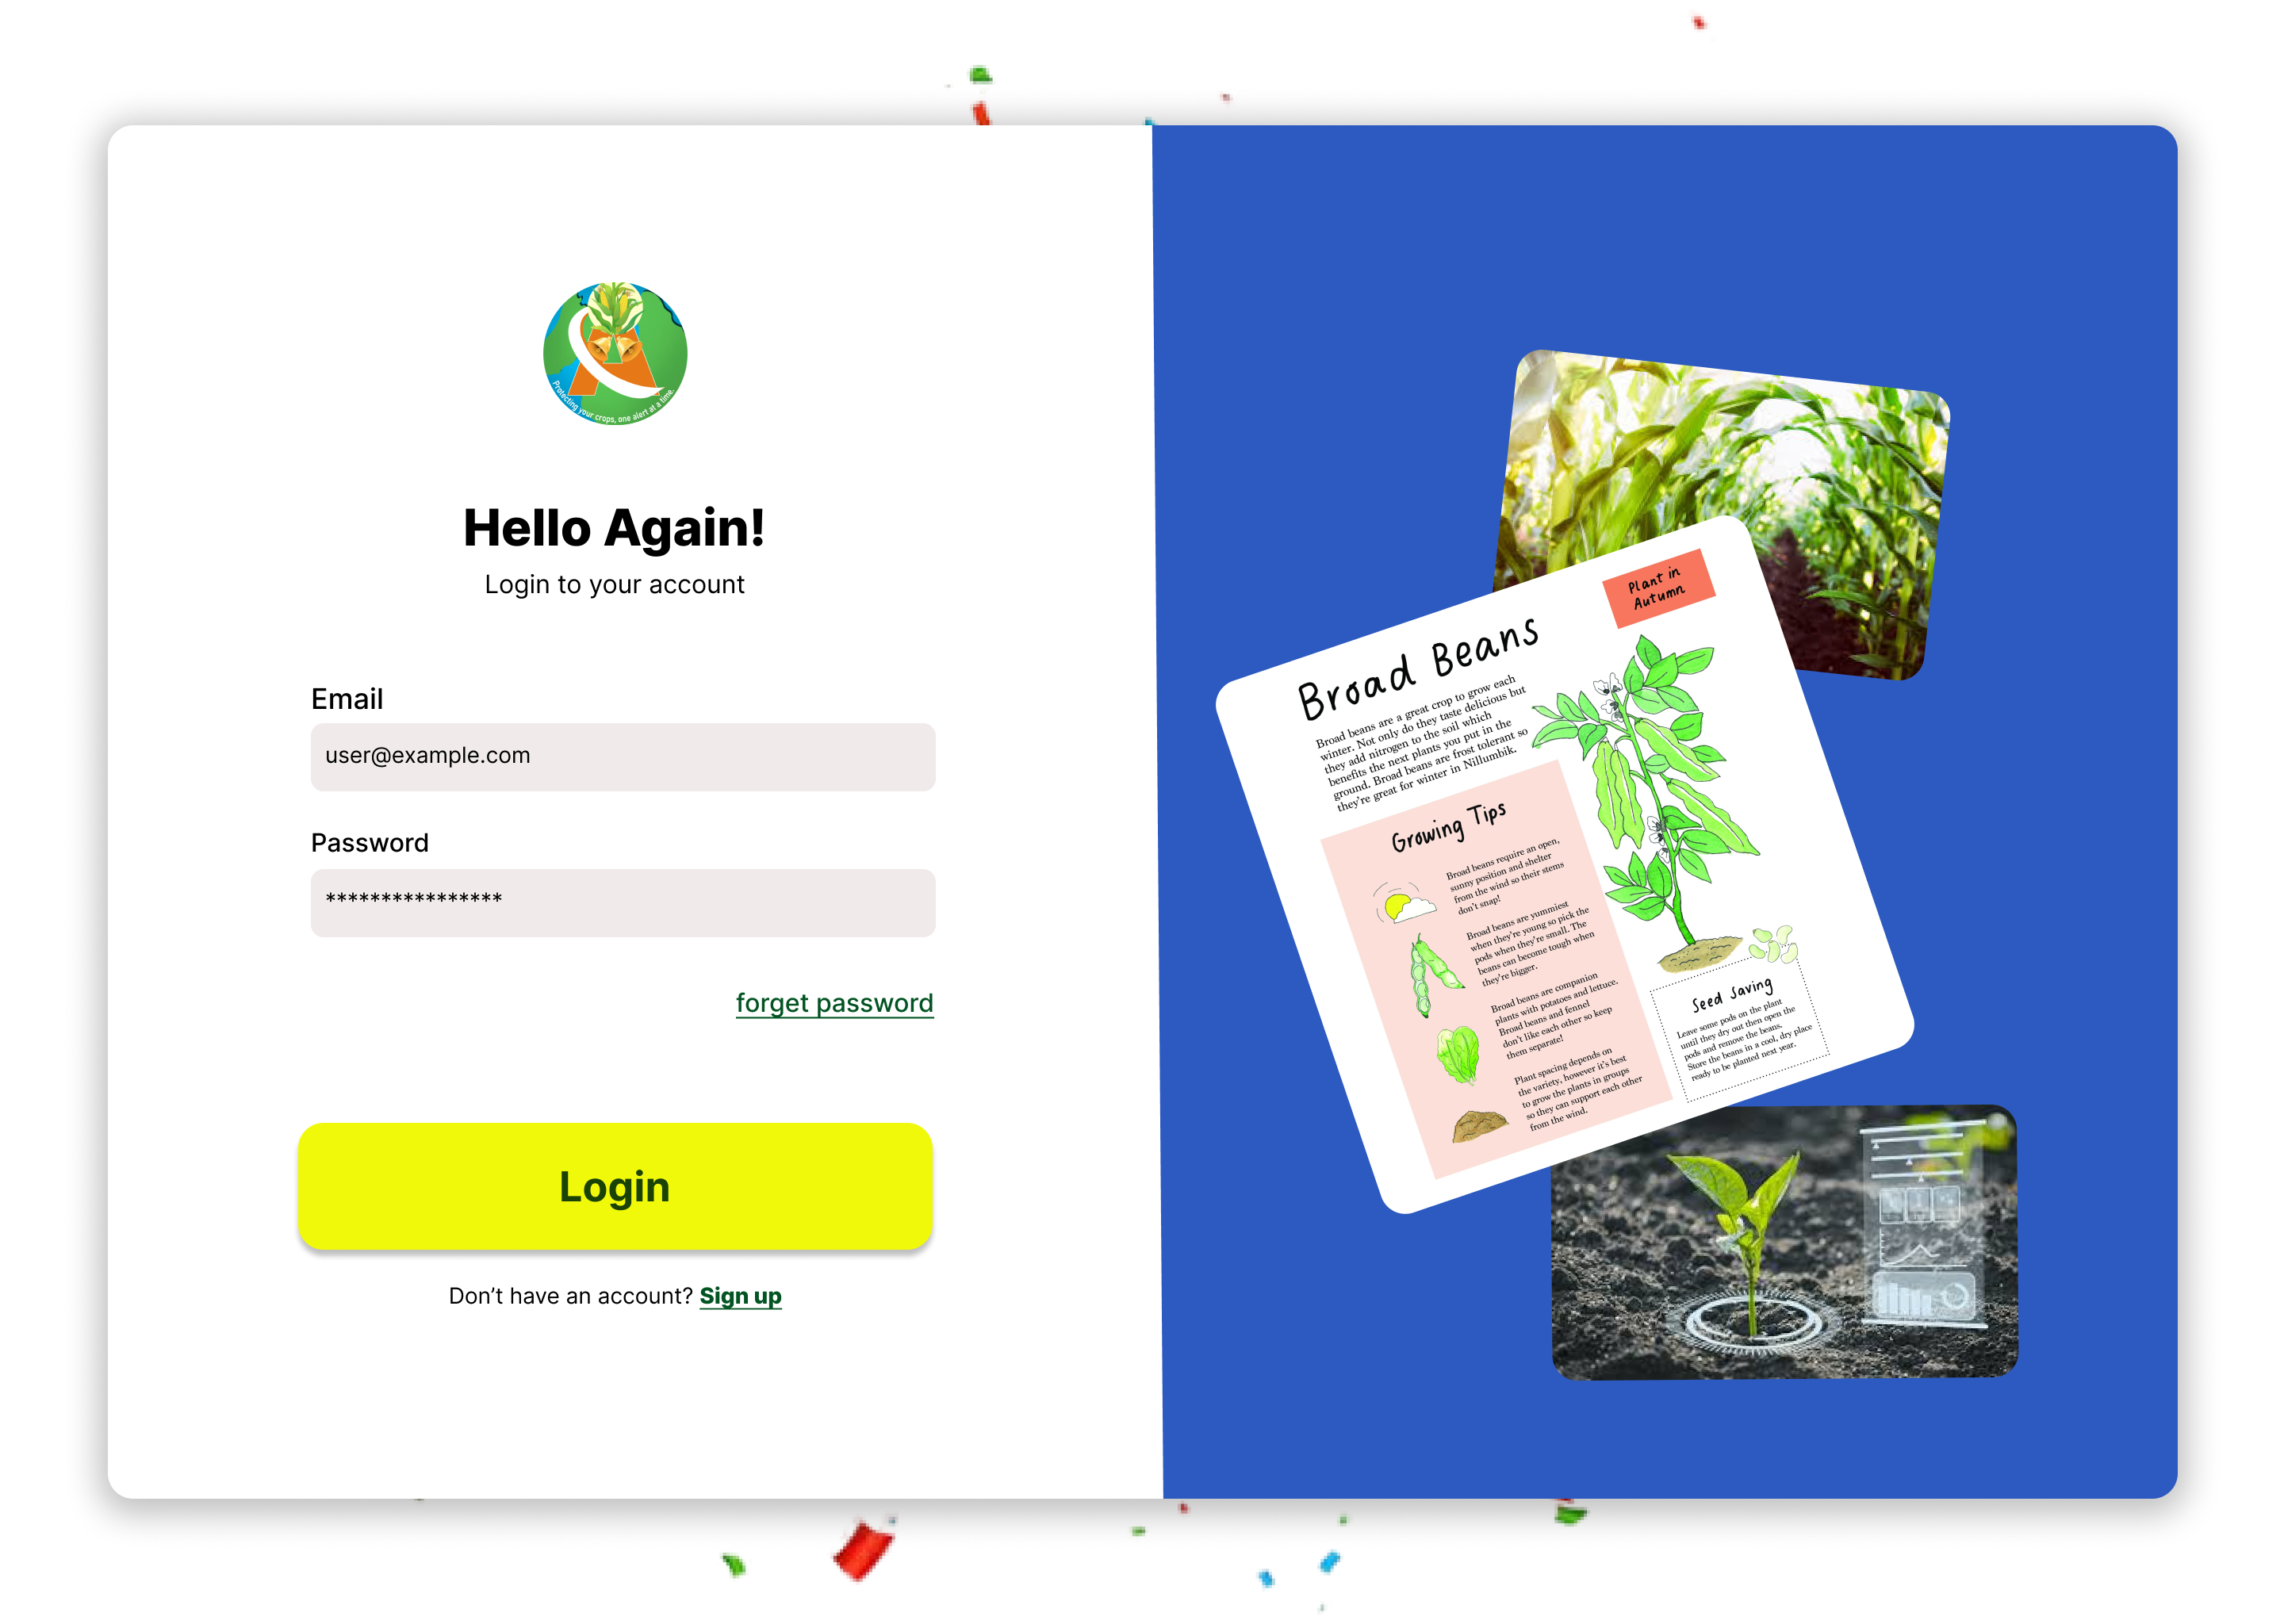 Protecting your crops, one alert at a time.
Hello Again!
Login to your account
Email
user@example.com
Password
****************
forget password
Login
Don’t have an account? Sign up
Plant in
Autumn
Broad Beans
Broad beans are a great crop to grow each
winter. Not only do they taste delicious but
they add nitrogen to the soil which
benefits the next plants you put in the
ground. Broad beans are frost tolerant so
they're great for winter in Nillumbik.
Growing Tips
Broad beans require an open,
sunny position and shelter
from the wind so their stems
don't snap!
Broad beans are yummiest
when they're young so pick the
pods when they're small. The
beans can become tough when
they're bigger.
Broad beans are companion
plants with potatoes and lettuce.
Broad beans and fennel
don't like each other so keep
them separate!
Plant spacing depends on
the variety, however it's best
to grow the plants in groups
so they can support each other
from the wind.
Seed Saving
Leave some pods on the plant
until they dry out then open the
pods and remove the beans.
Store the beans in a cool, dry place
ready to be planted next year.